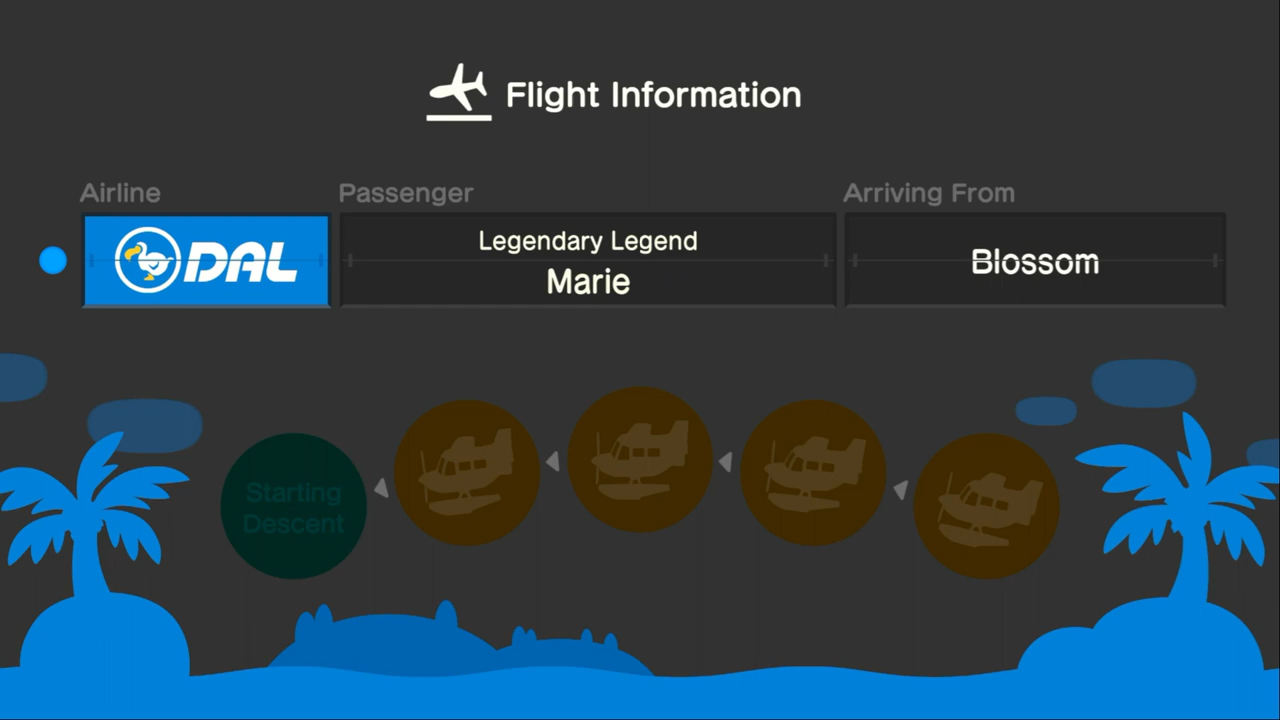 Flight Information
Airline
Passenger
Arriving From
DAL
Legendary Legend
Marie
Blossom
Starting
Descent